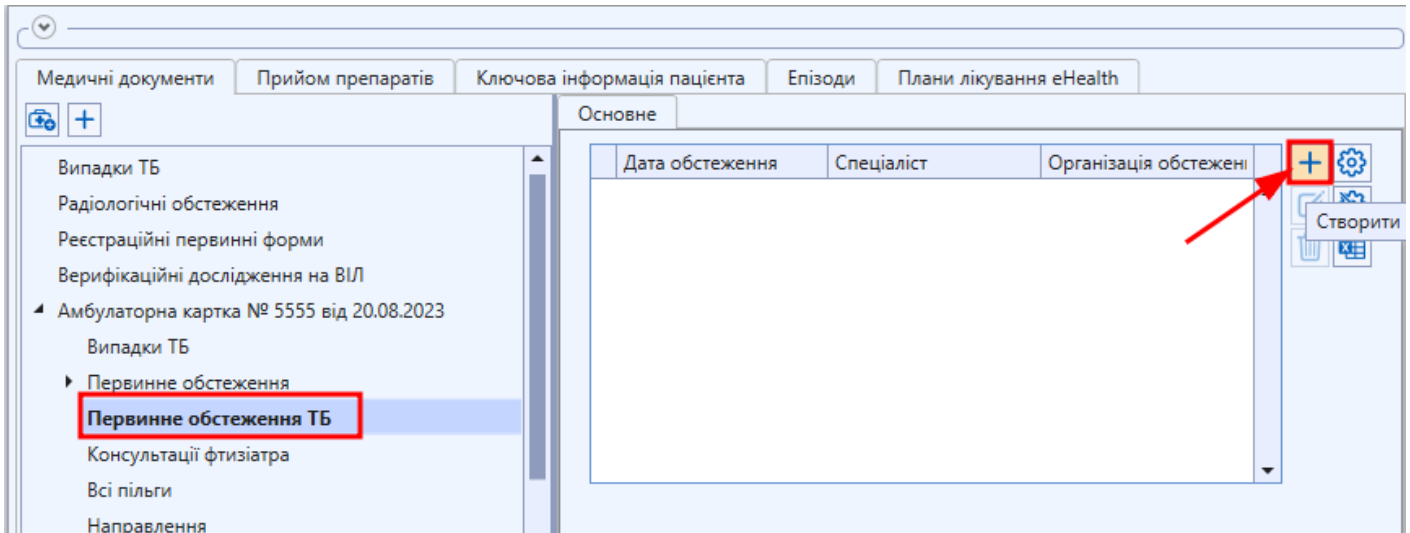 Медичні документи
Прийом препаратів
Ключова інформація пацієнта
Епізоди
Плани лікування eHealth
Випадки ТБ
Радіологічні обстеження
Реєстраційні первинні форми
Верифікаційні дослідження на ВІЛ
Амбулаторна картка № 5555 від 20.08.2023
Випадки ТБ
Первинне обстеження
Первинне обстеження ТБ
Консультації фтизіатра
Всі пільги
Направлення
Основне
Дата обстеження
Спеціаліст
Організація обстежен
Створити